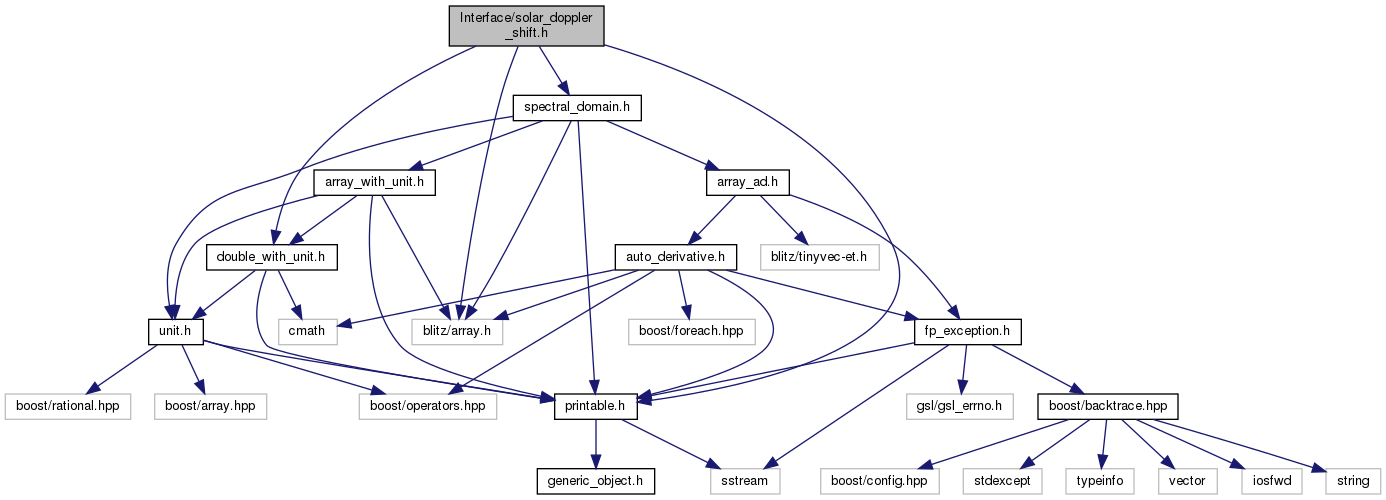 Interface/solar_doppler
_shift.h
spectral_domain.h
array_with_unit.h
array_ad.h
double_with_unit.h
auto_derivative.h
blitz/tinyvec-et.h
unit.h
cmath
blitz/array.h
boost/foreach.hpp
fp_exception.h
boost/rational.hpp
boost/array.hpp
boost/operators.hpp
printable.h
gsl/gsl_errno.h
boost/backtrace.hpp
generic_object.h
sstream
boost/config.hpp
stdexcept
typeinfo
vector
iosfwd
string